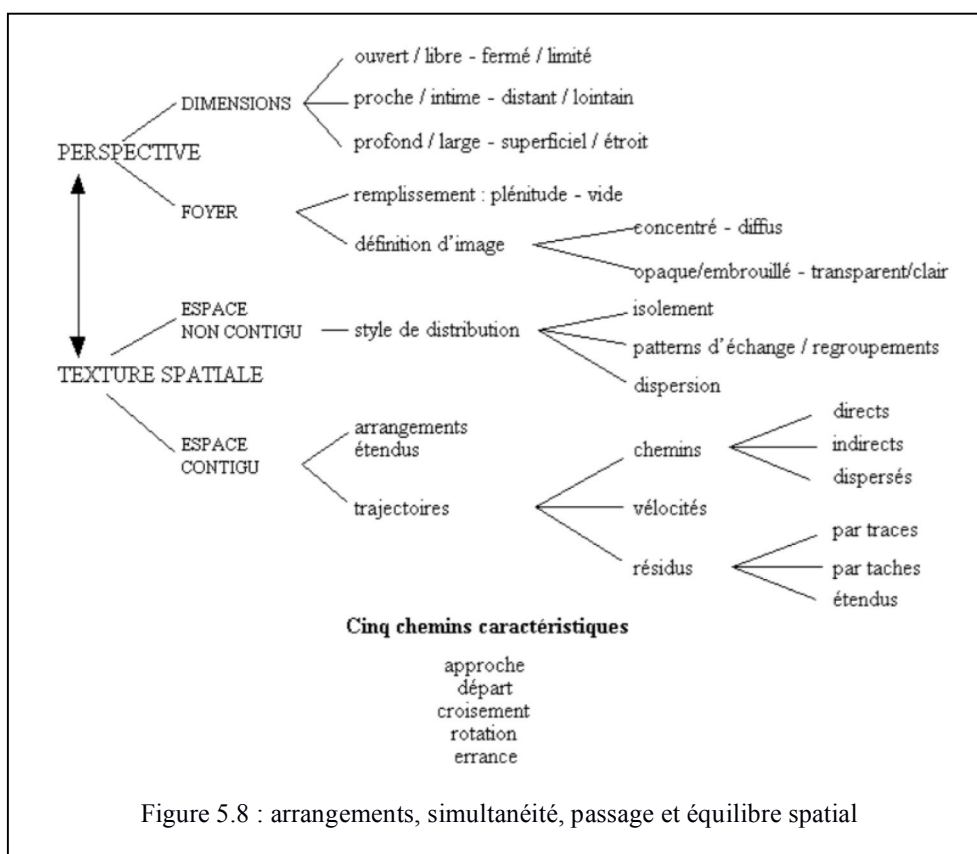 ouvert / libre - fermé / limité
DIMENSIONS
proche / intime - distant / lointain
profond / large - superficiel / étroit
PERSPECTIVE
remplissement : plénitude - vide
FOYER
définition d'image
concentré - diffus
opaque/embrouillé - transparent/clair
ESPACE
NON CONTIGU
style de distribution
isolement
patterns d'échange / regroupements
dispersion
TEXTURE SPATIALE
ESPACE
CONTIGU
arrangements
étendus
trajectoires
chemins
directs
indirects
dispersés
vélocités
résidus
par traces
par taches
étendus
Cinq chemins caractéristiques
approche
départ
croisement
rotation
errance
Figure 5.8 : arrangements, simultanéité, passage et équilibre spatial